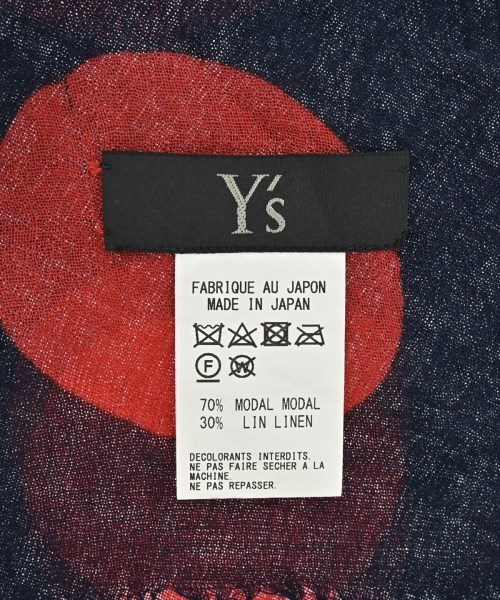 Y's
FABRIQUE AU JAPON
MADE IN JAPAN
F W
70% MODAL MODAL
30% LIN LINEN
DECOLORANTS INTERDITS.
NE PAS FAIRE SECHER A LA
MACHINE.
NE PAS REPASSER.